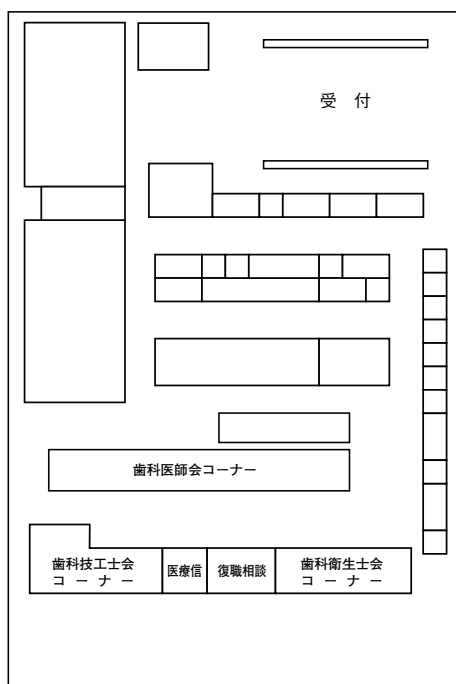 受 付
歯科医師会コーナー
歯科技工士会
コ ー ナ ー
医療信
復職相談
歯科衛生士会
コ ー ナ ー